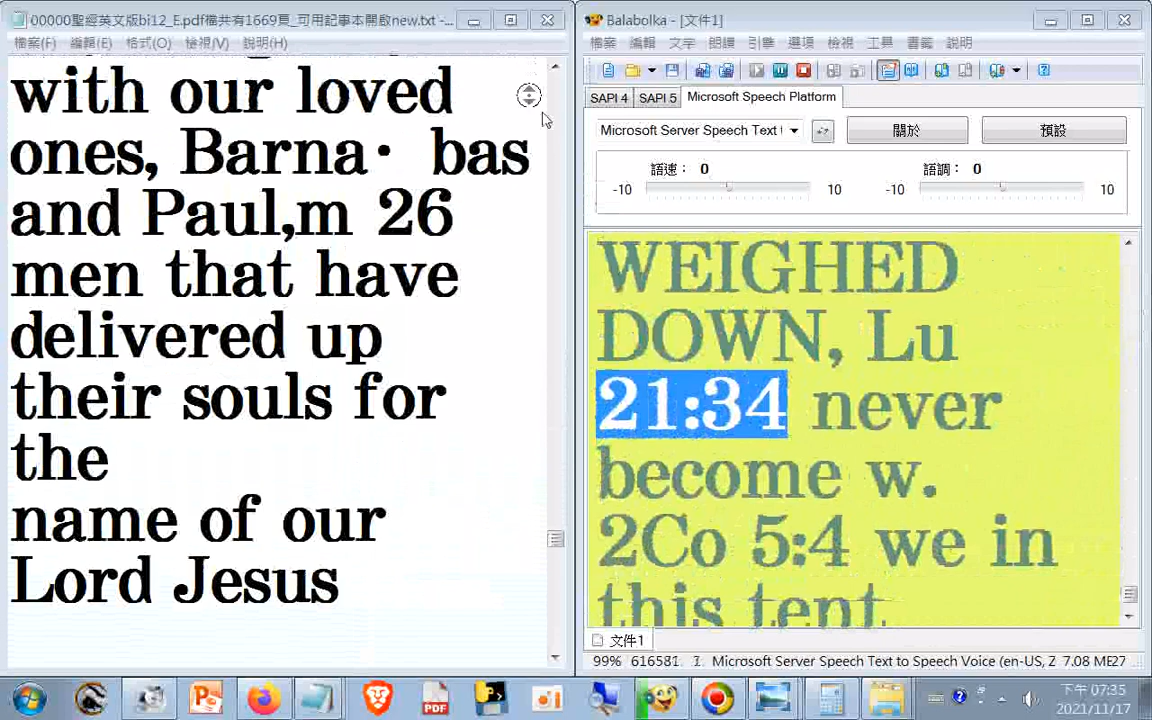 00000聖經英文版bi12_E.pdf檔共有1669頁_可用記事本開啟new.txt -...
檔案(F) 編輯(E) 格式(O) 檢視(V) 說明(H)
with our loved
ones, Barna· bas
and Paul,m 26
men that have
delivered up
their souls for
the
name of our
Lord Jesus
Balabolka - [文件1]
檔案 編輯 文字 朗讀 引擎 選項 檢視 工具 書籤 說明
SAPI 4 SAPI 5 Microsoft Speech Platform
Microsoft Server Speech Text 關於 預設
語速: 0 語調: 0
-10 10 -10 10
WEIGHED
DOWN, Lu
21:34 never
become w.
2Co 5:4 we in
this tent
文件1
99% 616581. Microsoft Server Speech Text to Speech Voice (en-US, Z 7.08 ME27
PDF
下午 07:35
2021/11/17